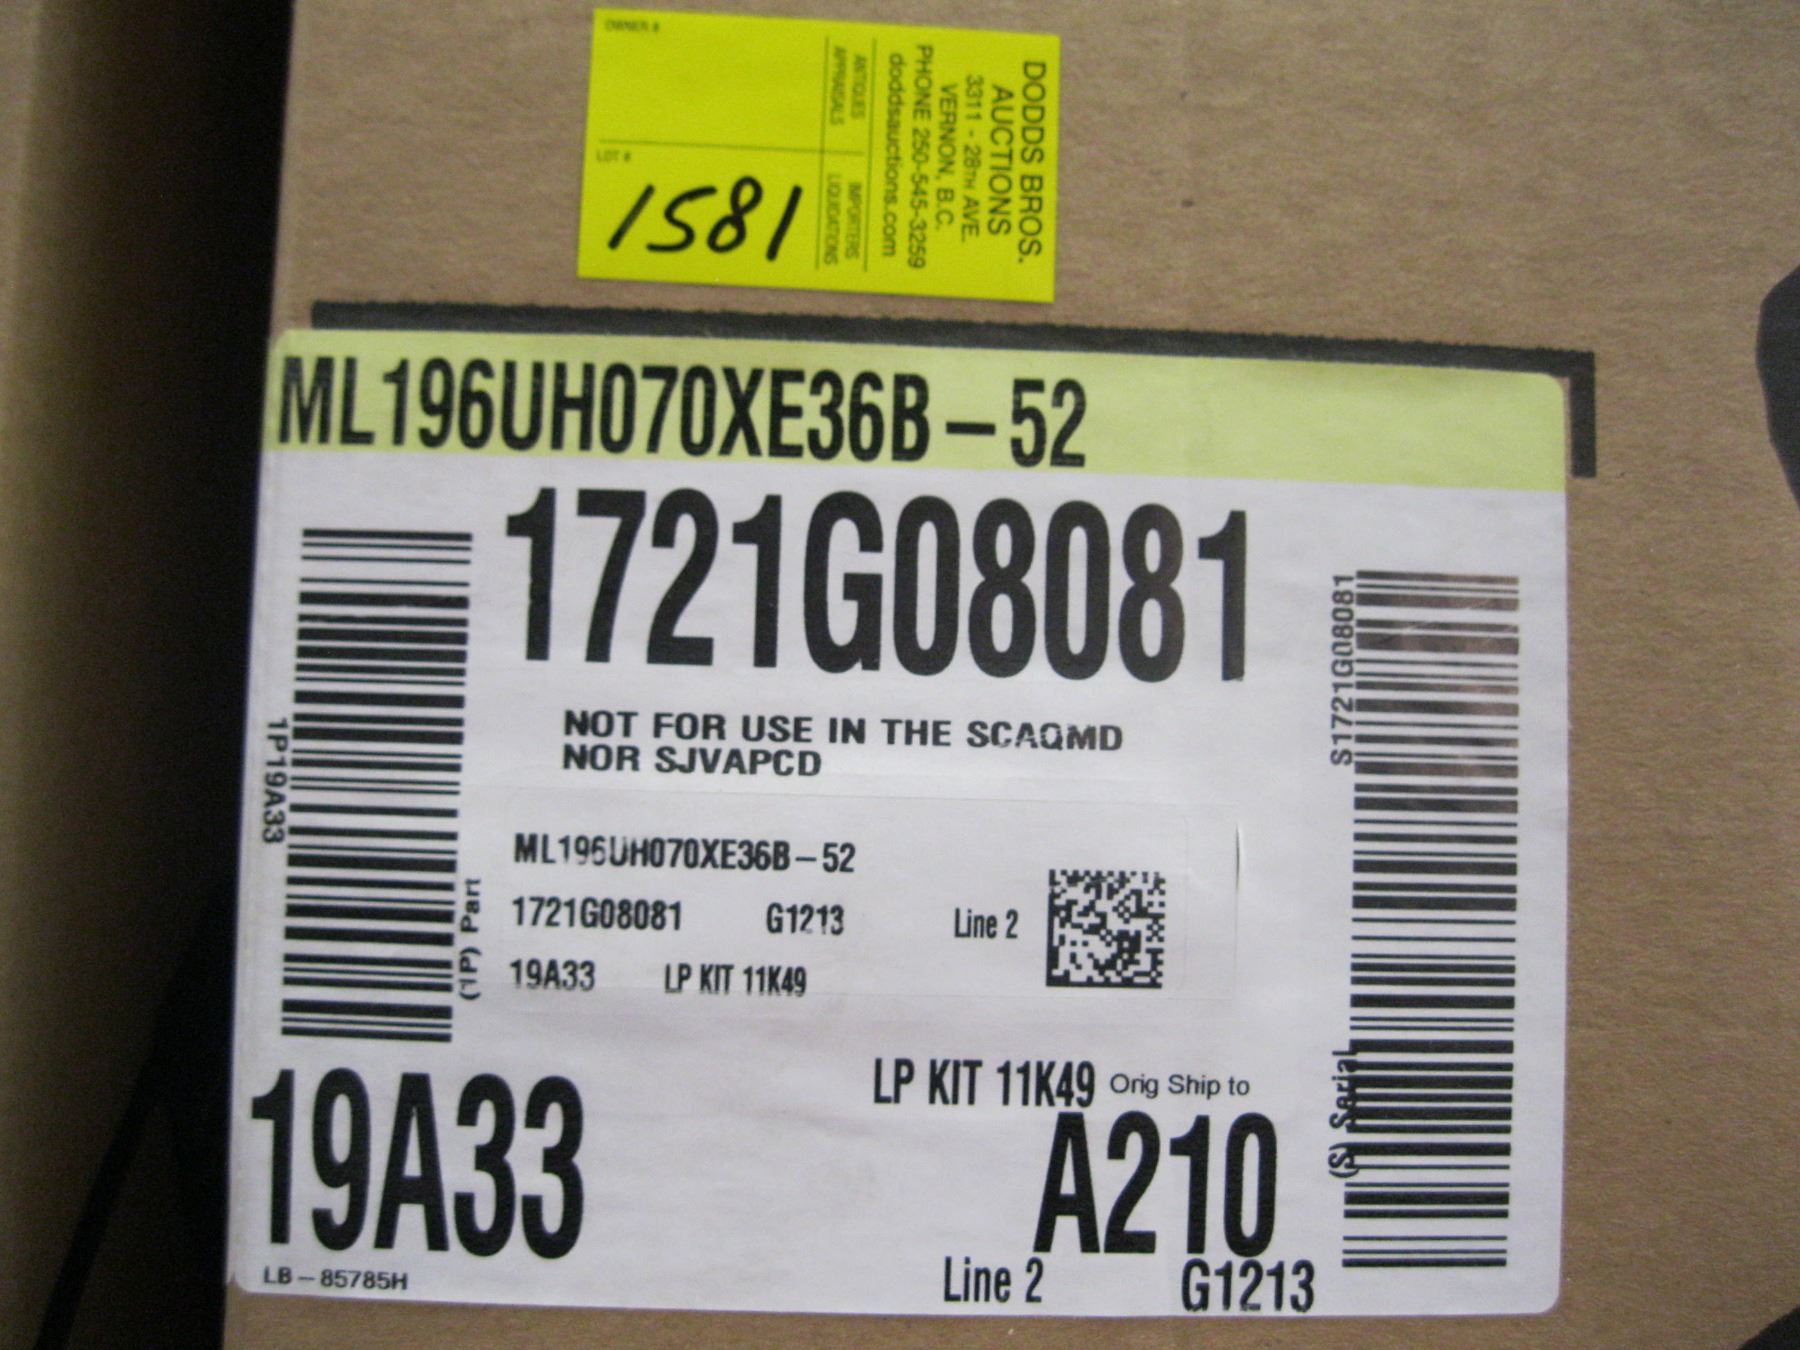 OWNER #
LOT #
1581
ANTIQUES
APPRAISALS
IMPORTERS
LIQUIDATIONS
DODDS BROS.
AUCTIONS
3311 - 28TH AVE.
VERNON, B.C.
PHONE 250-545-3259
doddsauctions.com
ML196UH070XE36B-52
1721G08081
NOT FOR USE IN THE SCAQMD
NOR SJVAPCD
1P19A33
(1P) Part
ML196UH070XE36B-52
1721G08081 G1213 Line 2
19A33 LP KIT 11K49
S1721G08081
(S) Serial
LP KIT 11K49 Orig Ship to
19A33 A210
LB-85785H Line 2 G1213